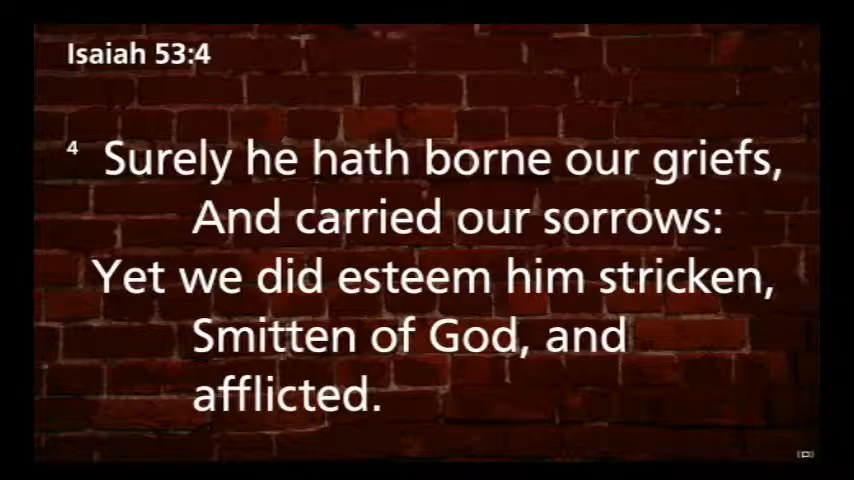 Isaiah 53:4
4 Surely he hath borne our griefs,
And carried our sorrows:
Yet we did esteem him stricken,
Smitten of God, and
afflicted.